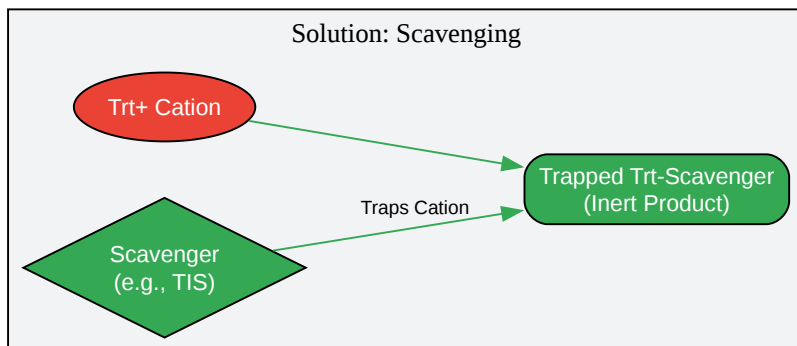 Solution: Scavenging
Trt+ Cation
Trapped Trt-Scavenger
(Inert Product)
Traps Cation
Scavenger
(e.g., TIS)